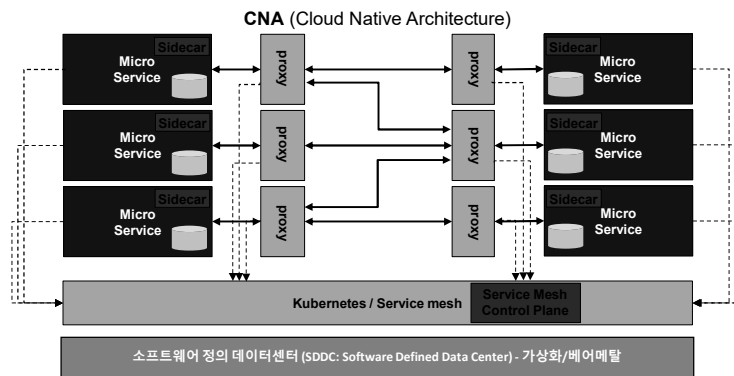 CNA (Cloud Native Architecture)
Sidecar
Micro
Service
proxy
proxy
Sidecar
Micro
Service
Sidecar
Micro
Service
proxy
proxy
Sidecar
Micro
Service
Sidecar
Micro
Service
proxy
proxy
Sidecar
Micro
Service
Kubernetes / Service mesh
Service Mesh
Control Plane
소프트웨어 정의 데이터센터 (SDDC: Software Defined Data Center) - 가상화/베어메탈